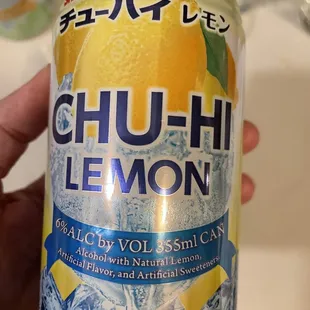 チューハイ レモン
CHU-HI
LEMON
6% ALC by VOL 355ml CAN
Alcohol with Natural Lemon,
Artificial Flavor, and Artificial Sweeteners.